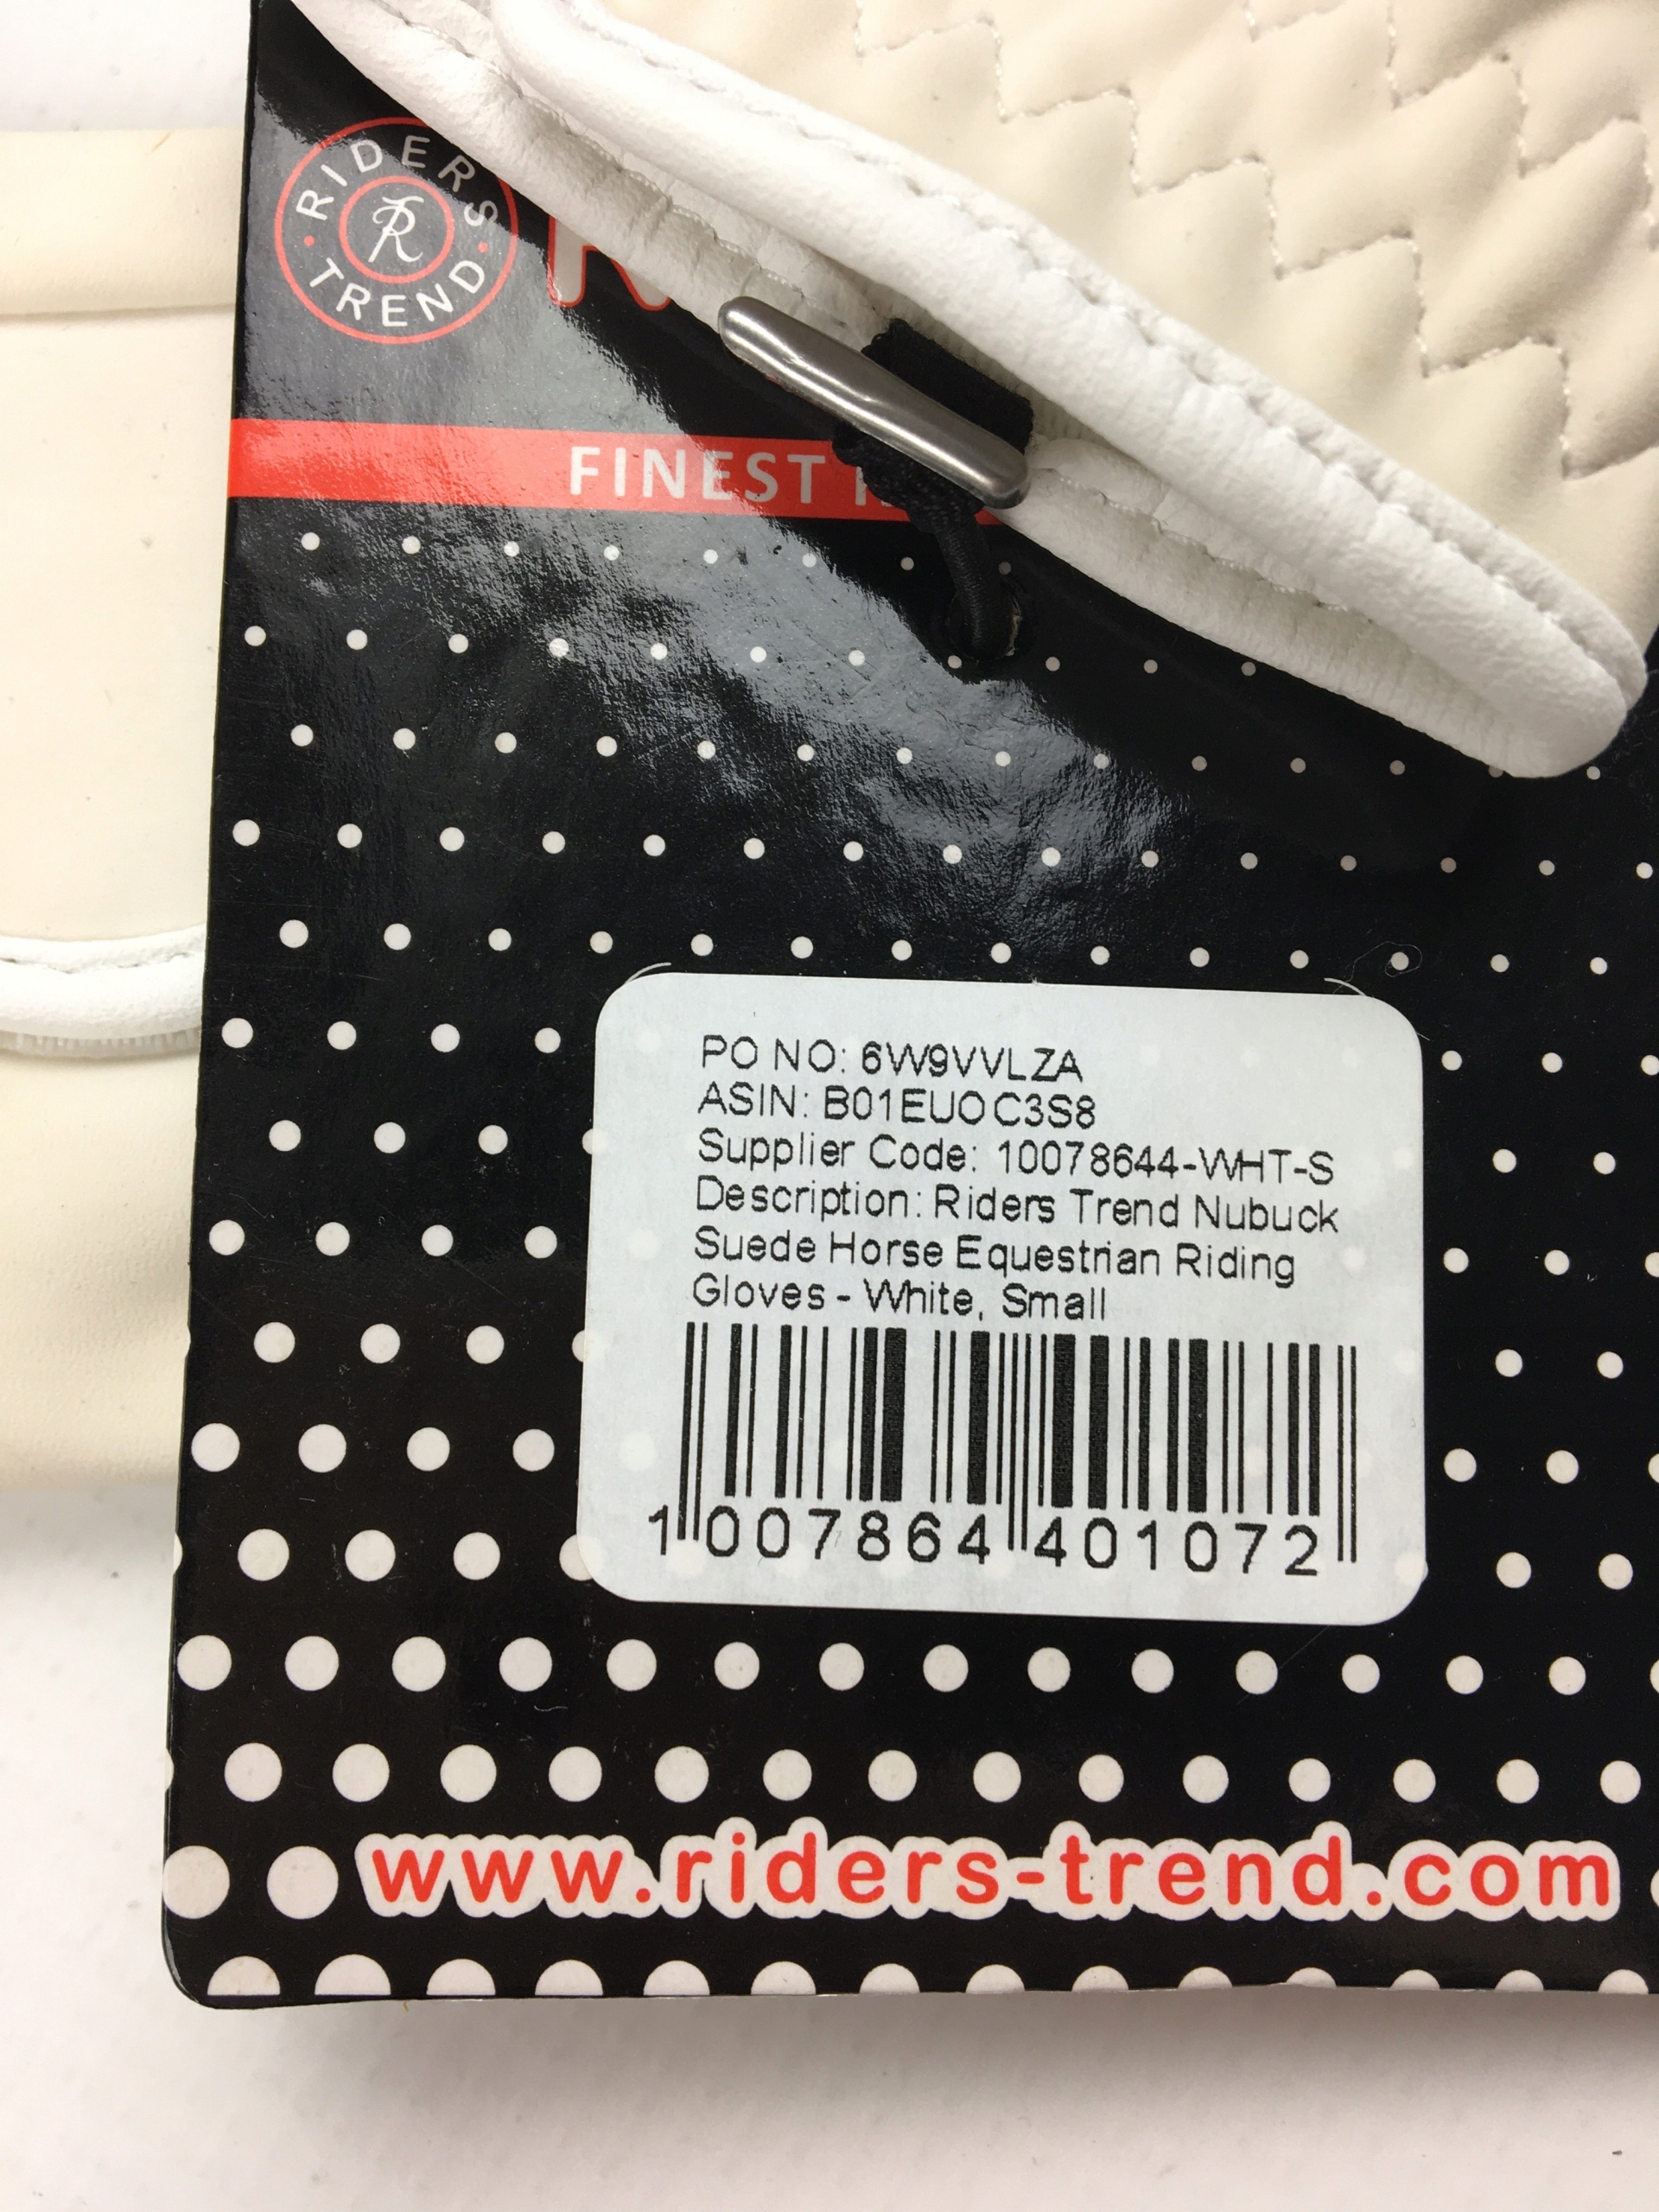 RIDERS
TREND
FINEST
PO NO: 6W9VVLZA
ASIN: B01EUOC3S8
Supplier Code: 10078644-WHT-S
Description: Riders Trend Nubuck
Suede Horse Equestrian Riding
Gloves - White, Small
1 007864 401072
www.riders-trend.com